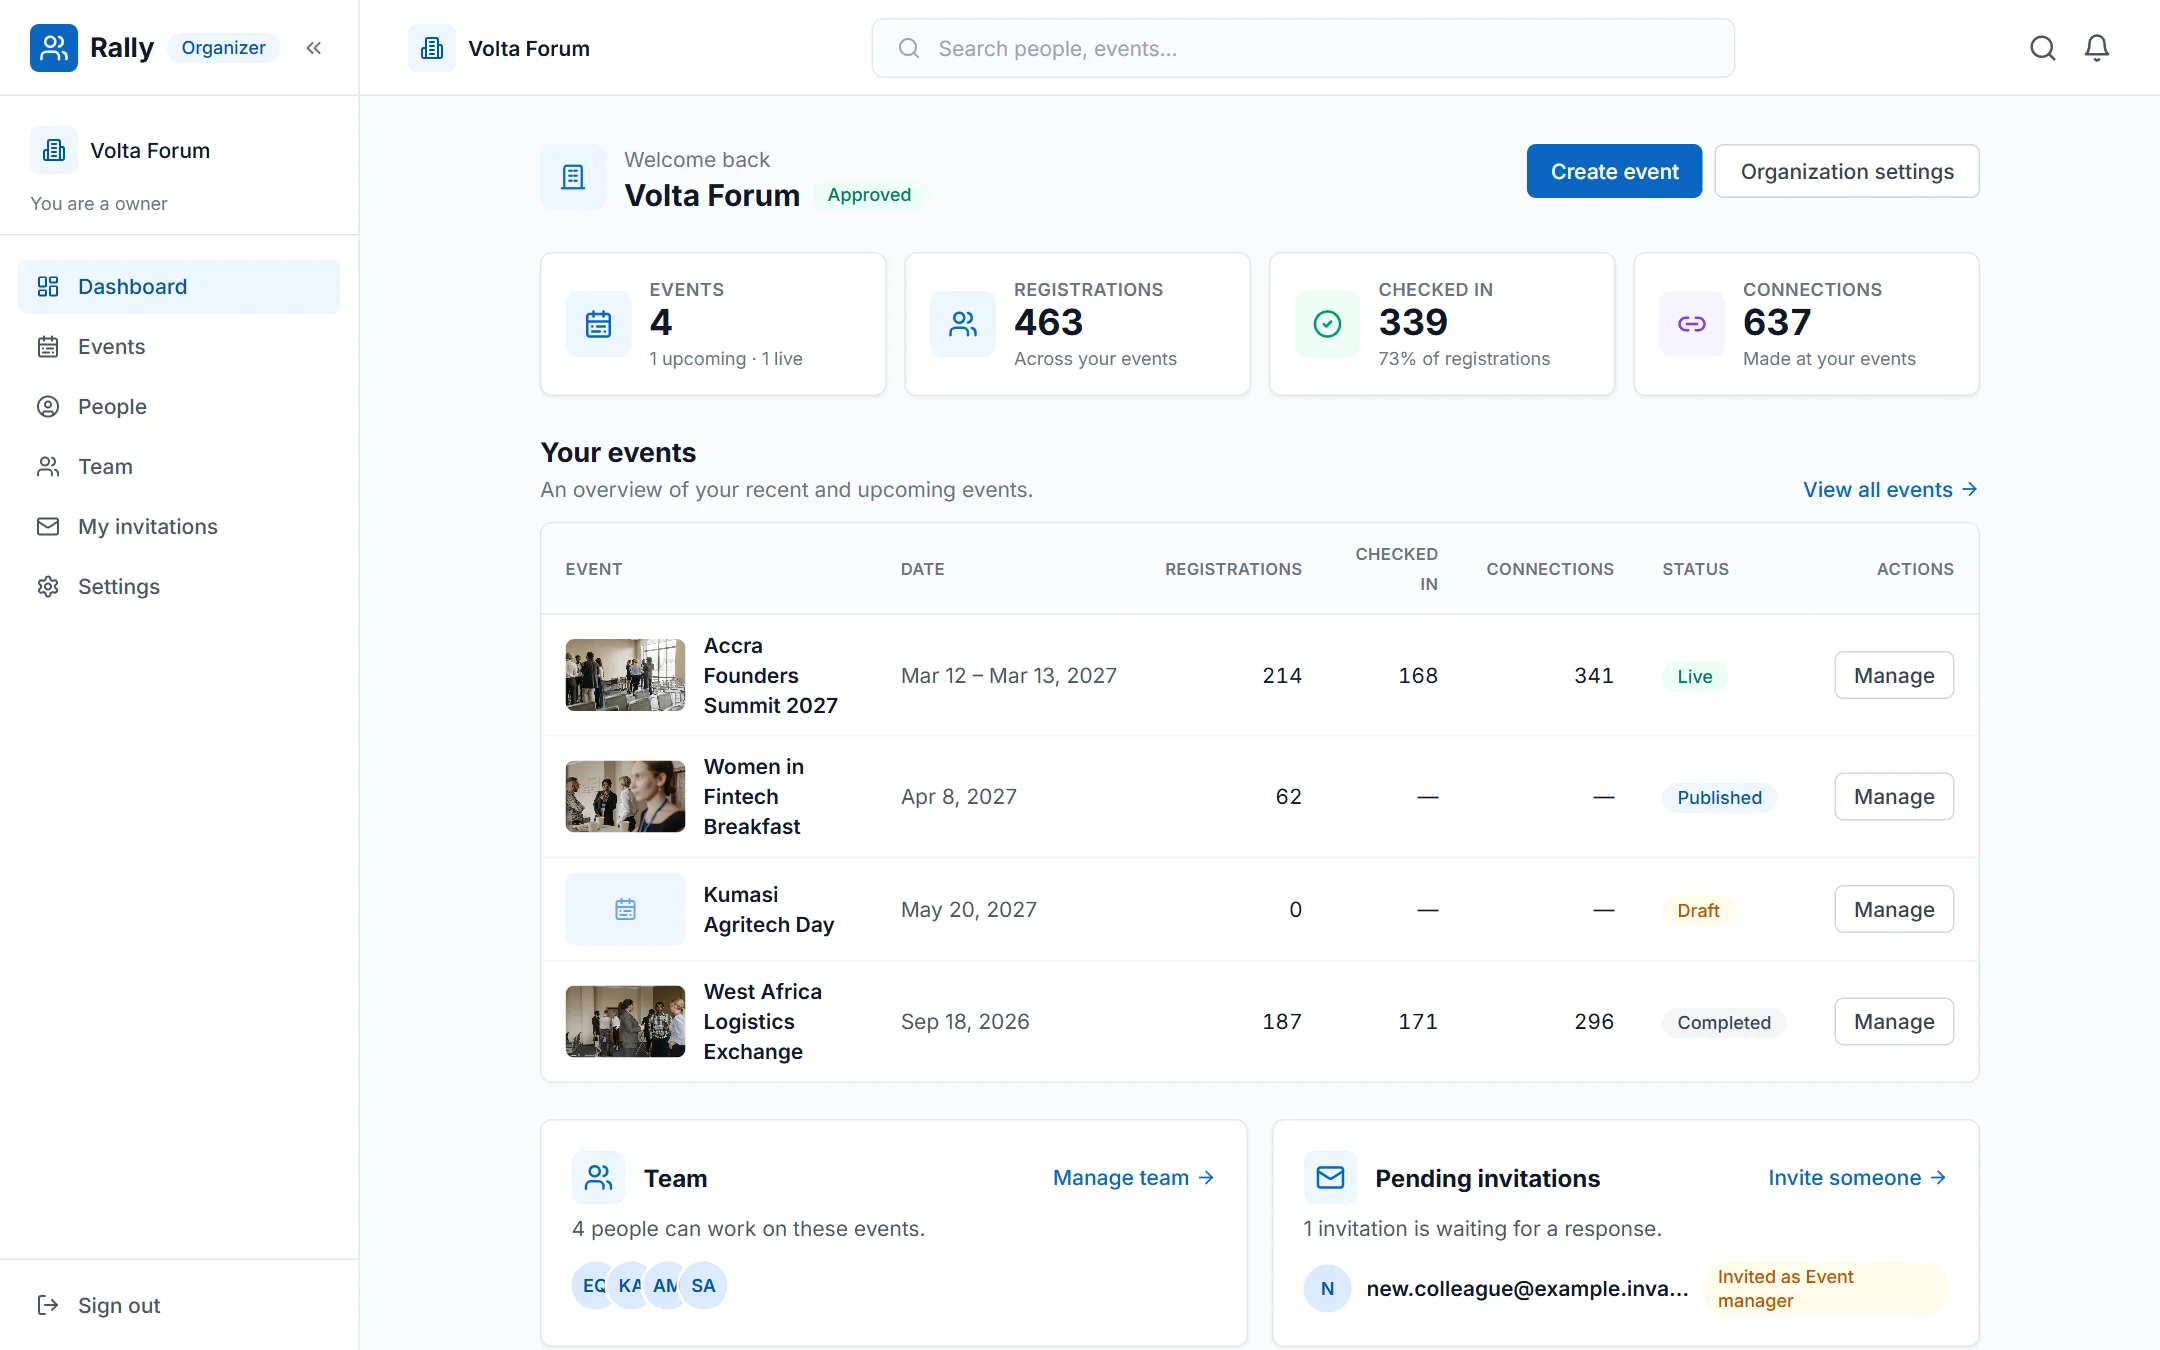 Rally
Organizer
Volta Forum
Search people, events...
Volta Forum
You are a owner
Dashboard
Events
People
Team
My invitations
Settings
Sign out
Welcome back
Volta Forum
Approved
Create event
Organization settings
EVENTS
4
1 upcoming · 1 live
REGISTRATIONS
463
Across your events
CHECKED IN
339
73% of registrations
CONNECTIONS
637
Made at your events
Your events
An overview of your recent and upcoming events.
View all events
EVENT DATE REGISTRATIONS CHECKED IN CONNECTIONS STATUS ACTIONS
Accra
Founders
Summit 2027
Mar 12 – Mar 13, 2027 214 168 341 Live Manage
Women in
Fintech
Breakfast
Apr 8, 2027 62 — — Published Manage
Kumasi
Agritech Day
May 20, 2027 0 — — Draft Manage
West Africa
Logistics
Exchange
Sep 18, 2026 187 171 296 Completed Manage
Team
Manage team
4 people can work on these events.
EQ KA AM SA
Pending invitations
Invite someone
1 invitation is waiting for a response.
N
new.colleague@example.inva...
Invited as Event
manager